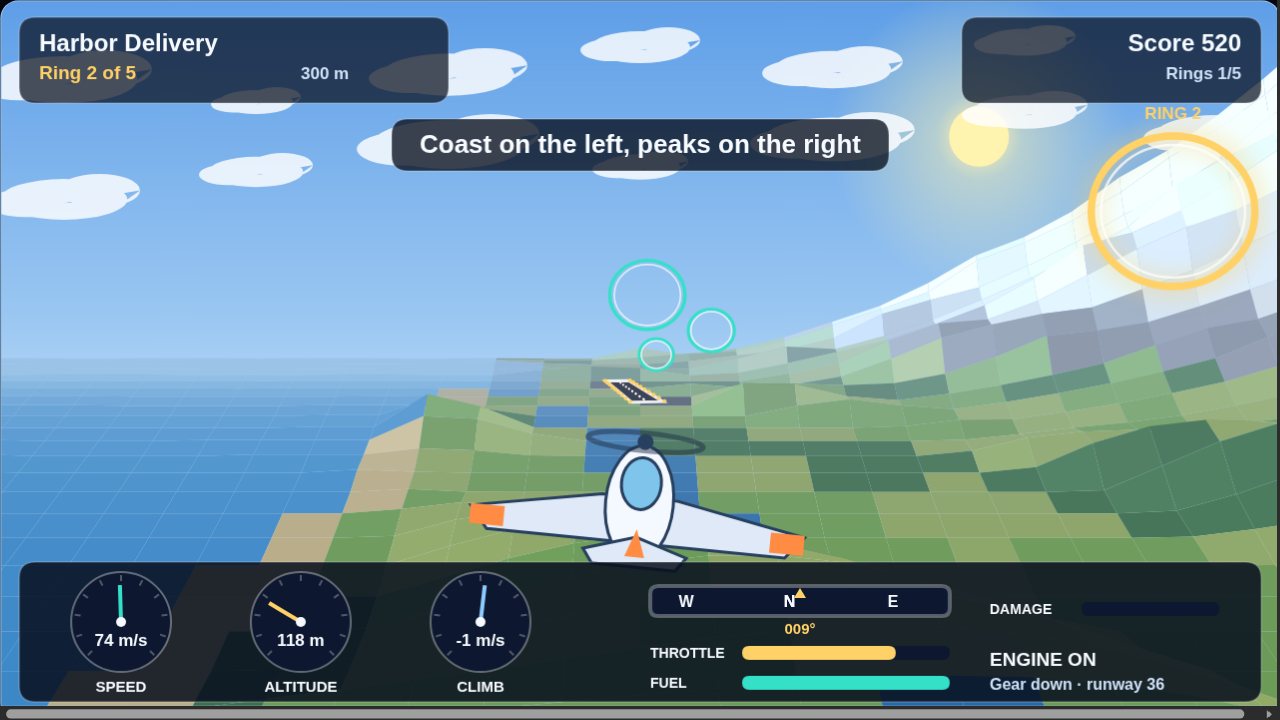 Harbor Delivery
Ring 2 of 5
300 m
Score 520
Rings 1/5
RING 2
Coast on the left, peaks on the right
74 m/s
SPEED
118 m
ALTITUDE
-1 m/s
CLIMB
W N E
009°
THROTTLE
FUEL
DAMAGE
ENGINE ON
Gear down · runway 36